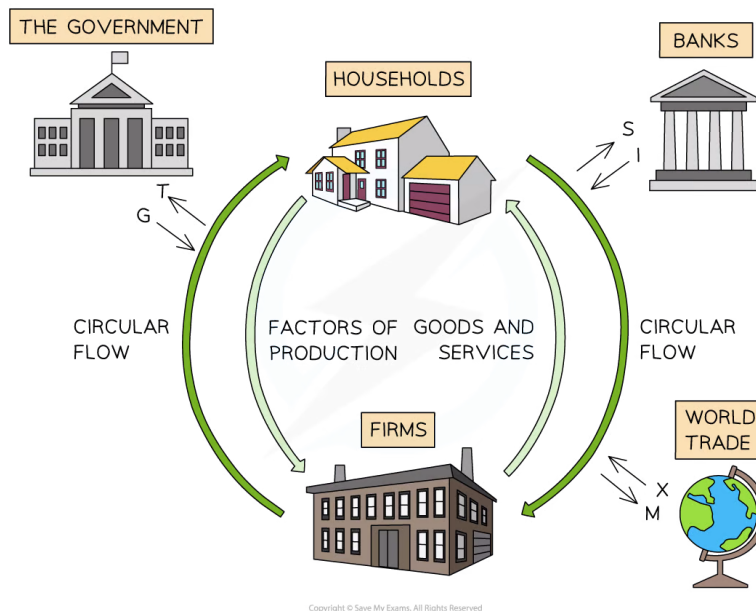 THE GOVERNMENT
BANKS
HOUSEHOLDS
S
I
T
G
CIRCULAR
FLOW
FACTORS OF
PRODUCTION
GOODS AND
SERVICES
CIRCULAR
FLOW
FIRMS
WORLD
TRADE
X
M
Copyright © Save My Exams. All Rights Reserved